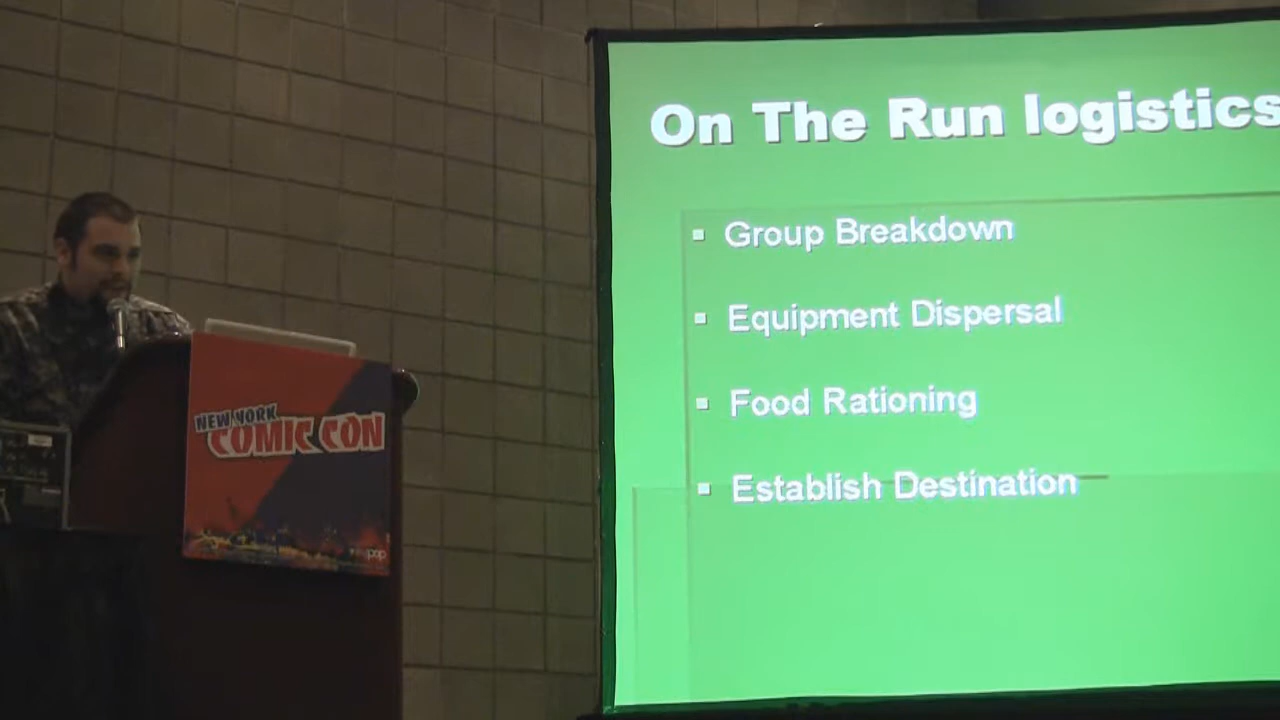 On The Run logistics
Group Breakdown
Equipment Dispersal
Food Rationing
Establish Destination
NEW YORK
COMIC CON